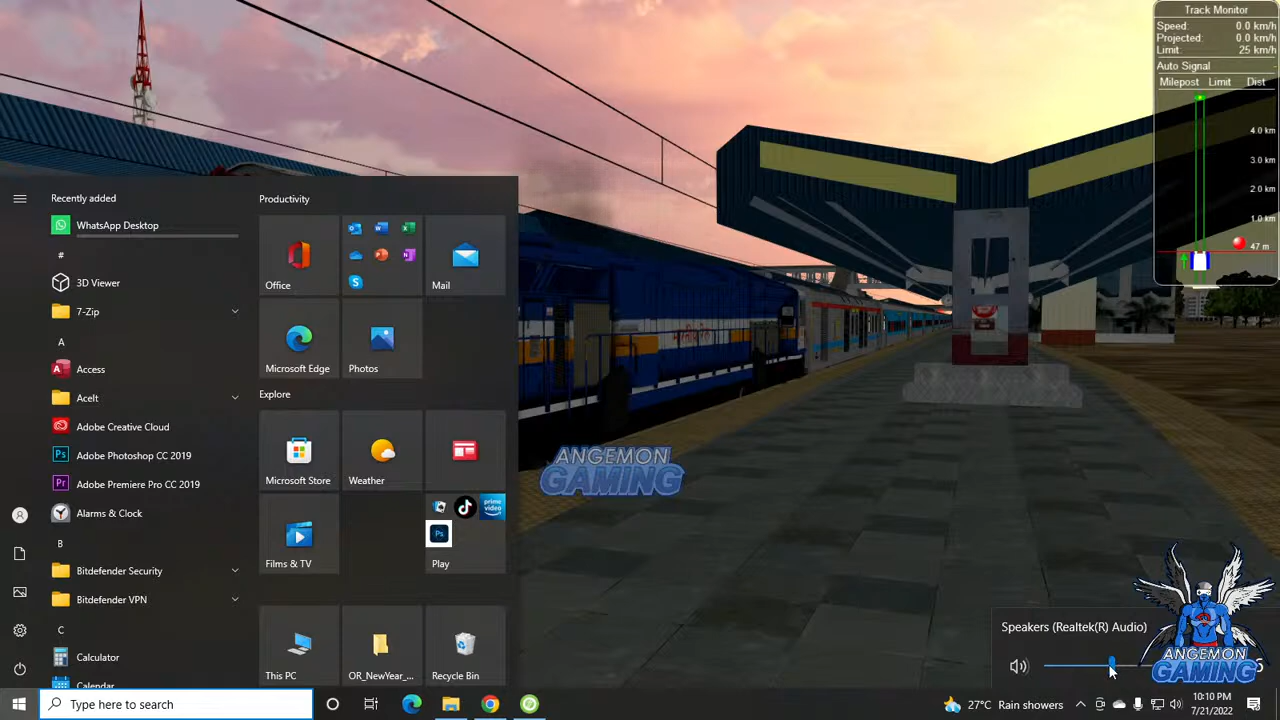 Track Monitor
Speed: 0.0 km/h
Projected: 0.0 km/h
Limit: 25 km/h
Auto Signal
Milepost Limit Dist
4.0 km
3.0 km
2.0 km
1.0 km
47 m
Recently added
WhatsApp Desktop
#
3D Viewer
7-Zip
A
Access
AceIt
Adobe Creative Cloud
Adobe Photoshop CC 2019
Adobe Premiere Pro CC 2019
Alarms & Clock
B
Bitdefender Security
Bitdefender VPN
C
Calculator
Calendar
Productivity
Office
Mail
Microsoft Edge
Photos
Explore
Microsoft Store
Weather
Films & TV
prime video
Ps
Play
This PC
OR_NewYear_...
Recycle Bin
ANGEMON
GAMING
Speakers (Realtek(R) Audio)
ANGEMON
GAMING
Type here to search
27°C Rain showers
10:10 PM
7/21/2022